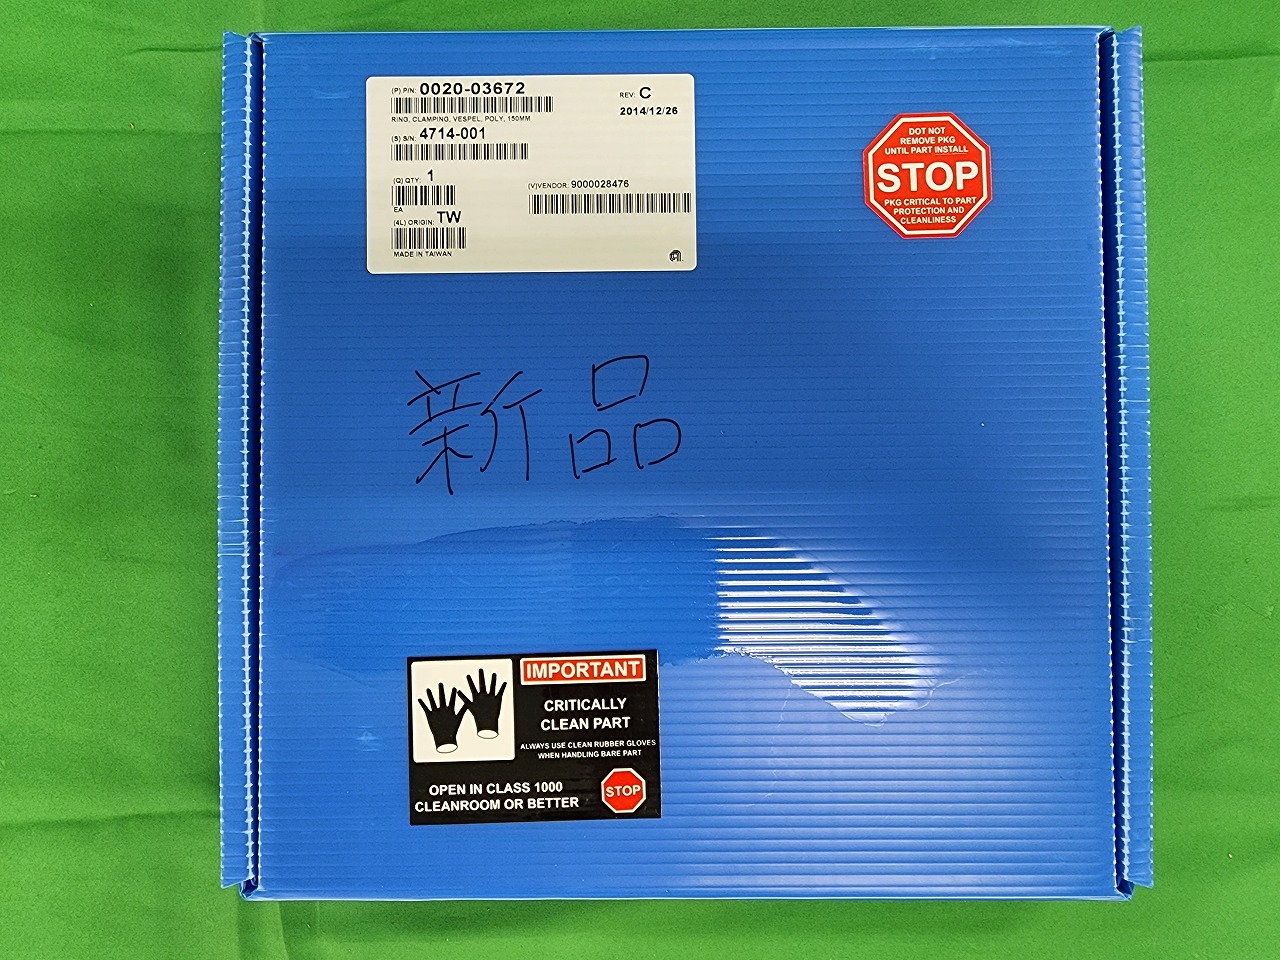 (P) P/N: 0020-03672
REV: C
RING, CLAMPING, VESPEL, POLY, 150MM
2014/12/26
(S) S/N: 4714-001
(Q) QTY: 1
(V)VENDOR: 9000028476
EA
(4L) ORIGIN: TW
MADE IN TAIWAN
DOT NOT
REMOVE PKG
UNTIL PART INSTALL
STOP
PKG CRITICAL TO PART
PROTECTION AND
CLEANLINESS
新品
IMPORTANT
CRITICALLY
CLEAN PART
ALWAYS USE CLEAN RUBBER GLOVES
WHEN HANDLING BARE PART
OPEN IN CLASS 1000
CLEANROOM OR BETTER
STOP